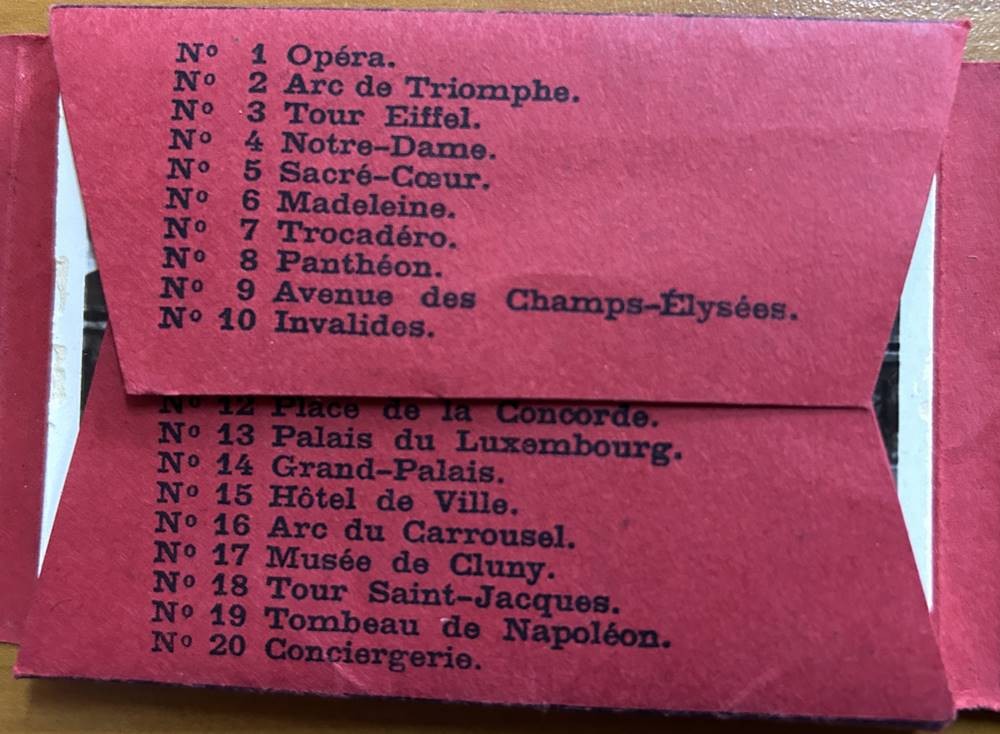 Nº 1 Opéra.
Nº 2 Arc de Triomphe.
Nº 3 Tour Eiffel.
Nº 4 Notre-Dame.
Nº 5 Sacré-Cœur.
Nº 6 Madeleine.
Nº 7 Trocadéro.
Nº 8 Panthéon.
Nº 9 Avenue des Champs-Élysées.
Nº 10 Invalides.
Nº 12 Place de la Concorde.
Nº 13 Palais du Luxembourg.
Nº 14 Grand-Palais.
Nº 15 Hôtel de Ville.
Nº 16 Arc du Carrousel.
Nº 17 Musée de Cluny.
Nº 18 Tour Saint-Jacques.
Nº 19 Tombeau de Napoléon.
Nº 20 Conciergerie.